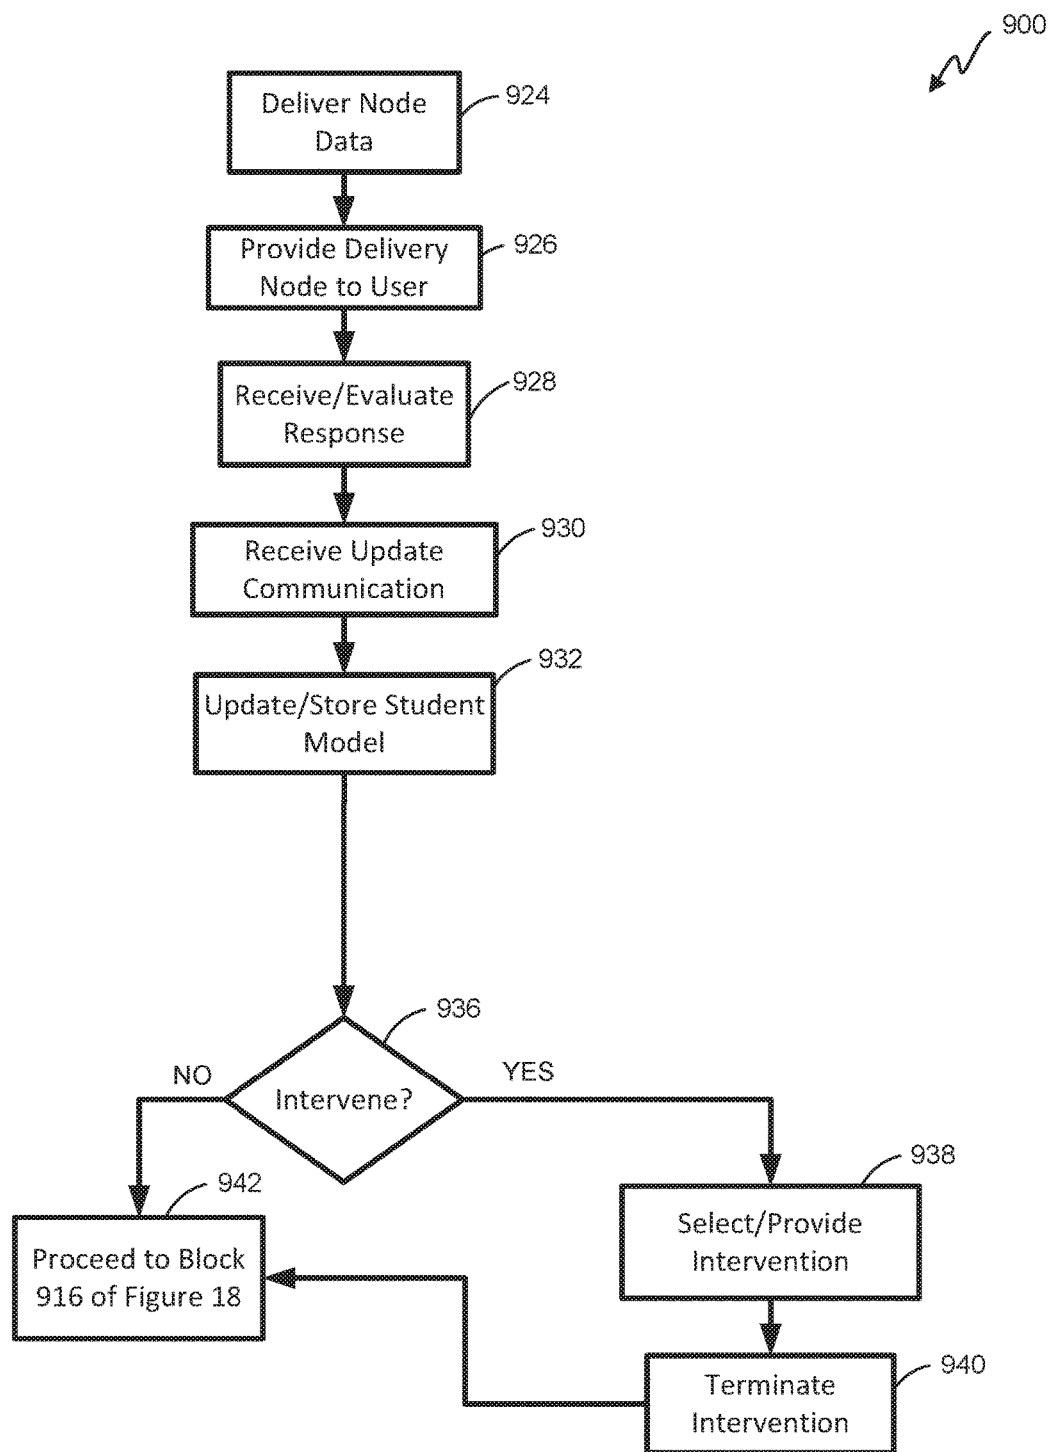 900
Deliver Node
Data
924
Provide Delivery
Node to User
926
Receive/Evaluate
Response
928
Receive Update
Communication
930
Update/Store Student
Model
932
936
NO
YES
Intervene?
942
938
Proceed to Block
916 of Figure 18
Select/Provide
Intervention
Terminate
Intervention
940